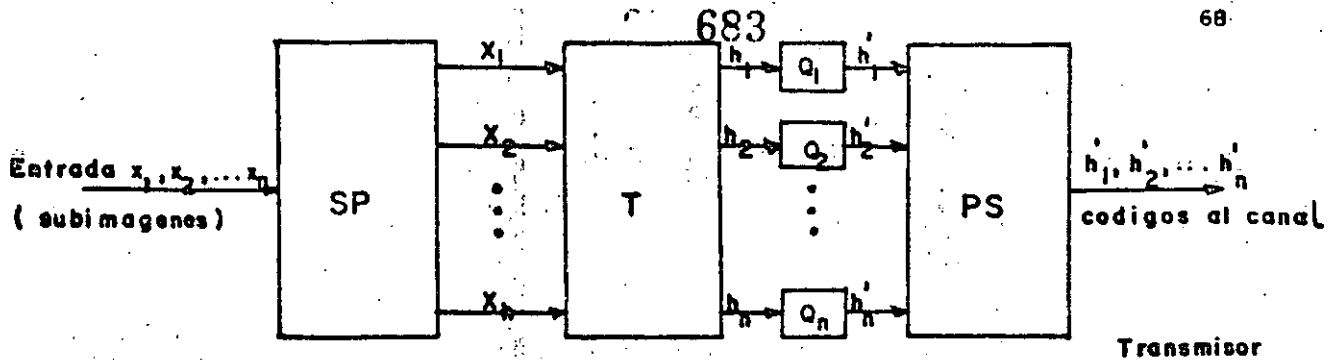 683
68
X₁ h₁ Q₁ h'₁
X₂ h₂ Q₂ h'₂
Entrada x₁, x₂, ... xₙ
( subimagenes)
SP
T
PS
h'₁, h'₂, ... h'ₙ
codigos al canal
Xₙ hₙ Qₙ h'ₙ
Transmisor